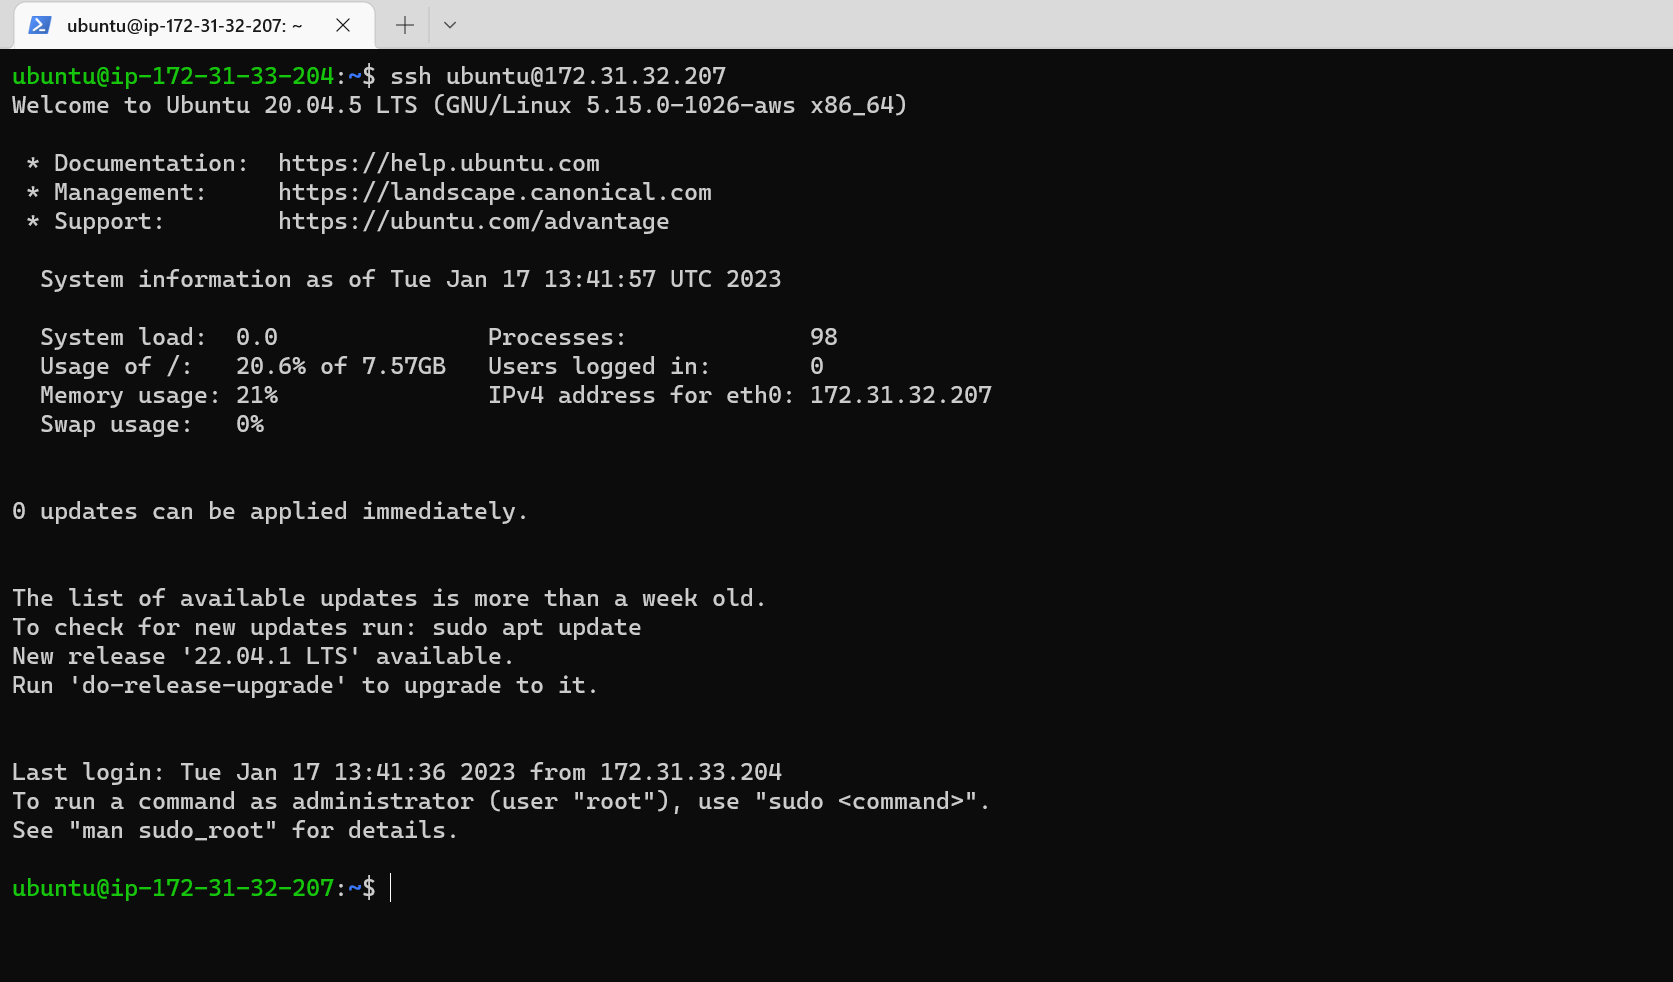 ubuntu@ip-172-31-32-207: ~
ubuntu@ip-172-31-33-204:~$ ssh ubuntu@172.31.32.207
Welcome to Ubuntu 20.04.5 LTS (GNU/Linux 5.15.0-1026-aws x86_64)
* Documentation:  https://help.ubuntu.com
* Management:     https://landscape.canonical.com
* Support:        https://ubuntu.com/advantage
System information as of Tue Jan 17 13:41:57 UTC 2023
System load:  0.0               Processes:             98
Usage of /:   20.6% of 7.57GB   Users logged in:       0
Memory usage: 21%               IPv4 address for eth0: 172.31.32.207
Swap usage:   0%
0 updates can be applied immediately.
The list of available updates is more than a week old.
To check for new updates run: sudo apt update
New release '22.04.1 LTS' available.
Run 'do-release-upgrade' to upgrade to it.
Last login: Tue Jan 17 13:41:36 2023 from 172.31.33.204
To run a command as administrator (user "root"), use "sudo <command>".
See "man sudo_root" for details.
ubuntu@ip-172-31-32-207:~$